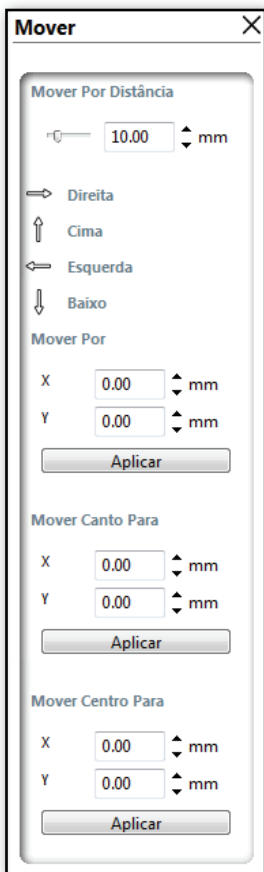 Mover
Mover Por Distância
10.00 mm
Direita
Cima
Esquerda
Baixo
Mover Por
X 0.00 mm
Y 0.00 mm
Aplicar
Mover Canto Para
X 0.00 mm
Y 0.00 mm
Aplicar
Mover Centro Para
X 0.00 mm
Y 0.00 mm
Aplicar